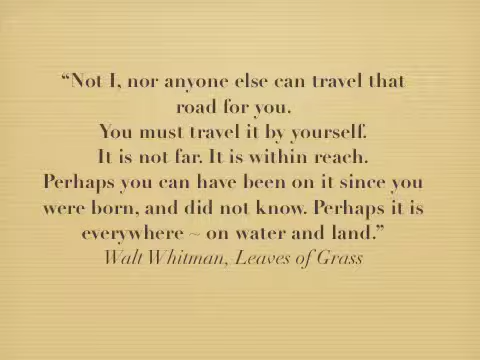 “Not I, nor anyone else can travel that
road for you.
You must travel it by yourself.
It is not far. It is within reach.
Perhaps you can have been on it since you
were born, and did not know. Perhaps it is
everywhere ~ on water and land.”
Walt Whitman, Leaves of Grass